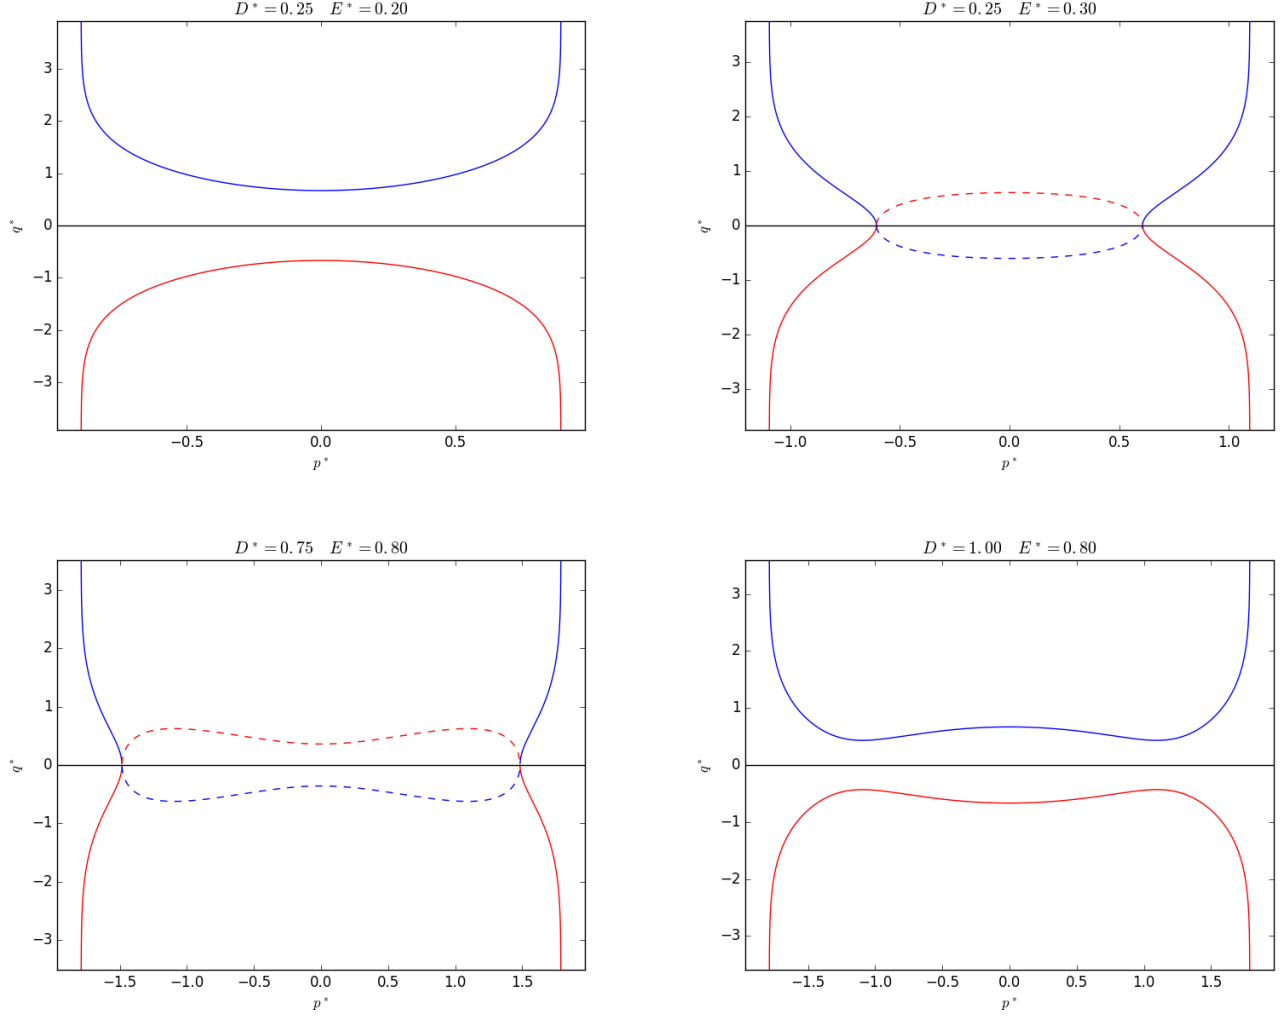 D* = 0.25 E* = 0.20
3
2
1
0
−1
−2
−3
q*
−0.5 0.0 0.5
p*
D* = 0.25 E* = 0.30
3
2
1
0
−1
−2
−3
q*
−1.0 −0.5 0.0 0.5 1.0
p*
D* = 0.75 E* = 0.80
3
2
1
0
−1
−2
−3
q*
−1.5 −1.0 −0.5 0.0 0.5 1.0 1.5
p*
D* = 1.00 E* = 0.80
3
2
1
0
−1
−2
−3
q*
−1.5 −1.0 −0.5 0.0 0.5 1.0 1.5
p*